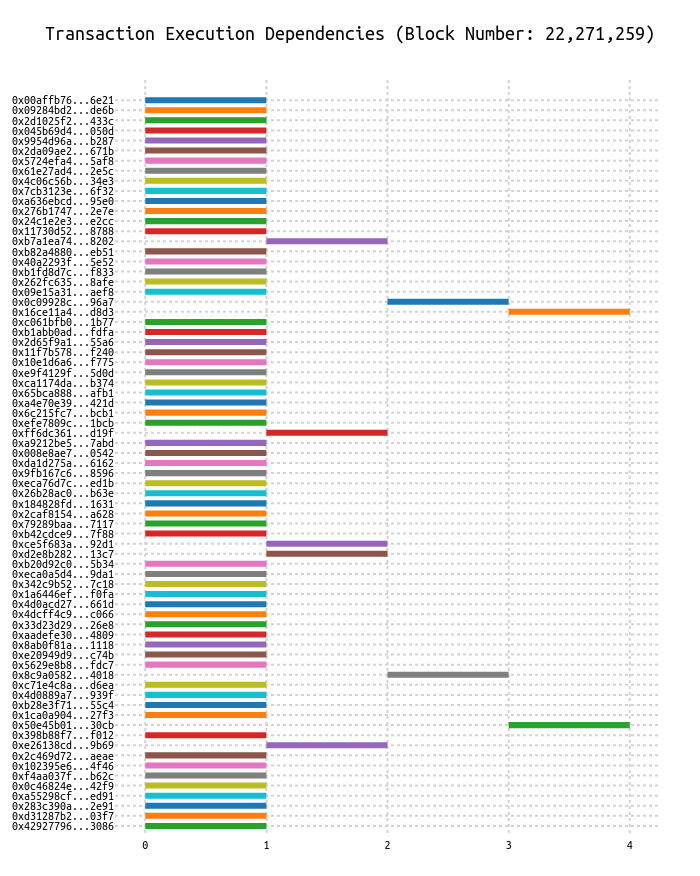 Transaction Execution Dependencies (Block Number: 22,271,259)
0x00affb76...6e21
0x09284bd2...de6b
0x2d1025f2...433c
0x045b69d4...050d
0x9954d96a...b287
0x2da09ae2...671b
0x5724efa4...5af8
0x61e27ad4...2e5c
0x4c06c56b...34e3
0x7cb3123e...6f32
0xa636ebcd...95e0
0x276b1747...2e7e
0x24c1e2e3...e2cc
0x11730d52...8788
0xb7a1ea74...8202
0xb82a4880...eb51
0x40a2293f...5e52
0xb1fd8d7c...f833
0x262fc635...8afe
0x09e15a31...aef8
0x0c09928c...96a7
0x16ce11a4...d8d3
0xc061bfb0...1b77
0xb1abb0ad...fdfa
0x2d65f9a1...55a6
0x11f7b578...f240
0x10e1d6a6...f775
0xe9f4129f...5d0d
0xca1174da...b374
0x65bca888...afb1
0xa4e70e39...421d
0x6c215fc7...bcb1
0xefe7809c...1bcb
0xff6dc361...d19f
0xa9212be5...7abd
0x008e8ae7...0542
0xda1d275a...6162
0x9fb167c6...8596
0xeca76d7c...ed1b
0x26b28ac0...b63e
0x184828fd...1631
0x2caf8154...a628
0x79289baa...7117
0xb42cdce9...7f88
0xce5f683a...92d1
0xd2e8b282...13c7
0xb20d92c0...5b34
0xeca0a5d4...9da1
0x342c9b52...7c18
0x1a6446ef...f0fa
0x4d0acd27...661d
0x4dcff4c9...c066
0x33d23d29...26e8
0xaadefe30...4809
0x8ab0f81a...1118
0xe20949d9...c74b
0x5629e8b8...fdc7
0x8c9a0582...4018
0xc71e4c8a...d6ea
0x4d0889a7...939f
0xb28e3f71...55c4
0x1ca0a904...27f3
0x50e45b01...30cb
0x398b88f7...f012
0xe26138cd...9b69
0x2c469d72...aeae
0x102395e6...4f46
0xf4aa037f...b62c
0x0c46824e...42f9
0xa55298cf...ed91
0x283c390a...2e91
0xd31287b2...03f7
0x42927796...3086
0 1 2 3 4